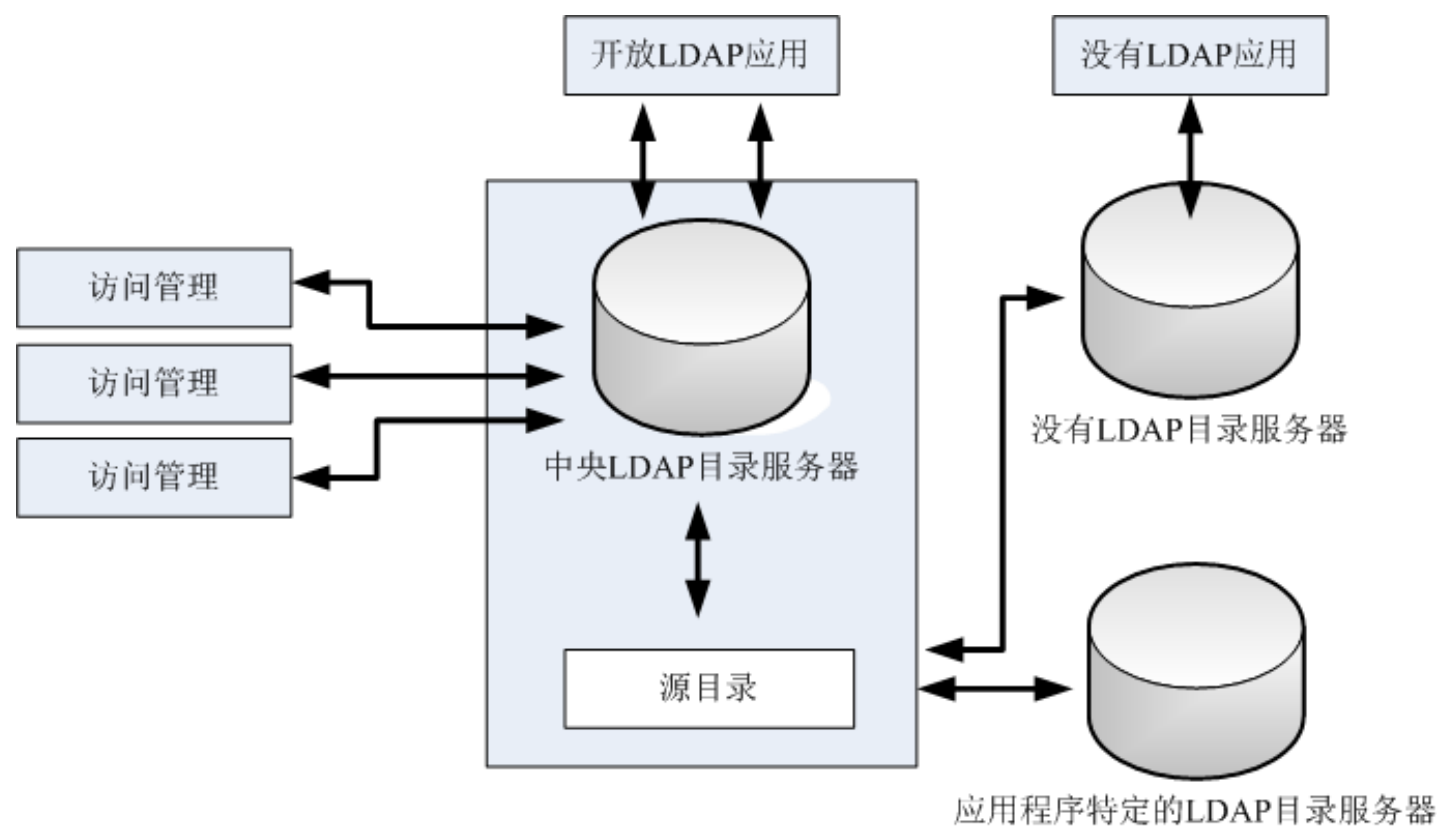 开放LDAP应用
没有LDAP应用
访问管理
访问管理
访问管理
中央LDAP目录服务器
没有LDAP目录服务器
源目录
应用程序特定的LDAP目录服务器